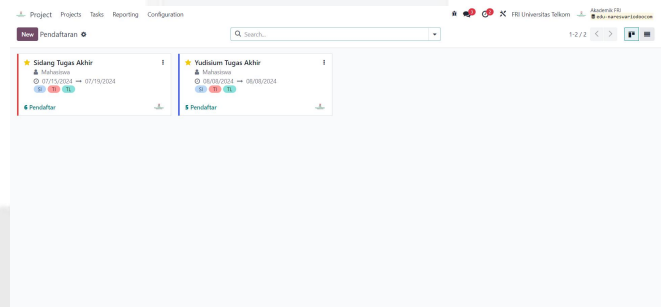 Project Projects Tasks Reporting Configuration FRI Universitas Telkom Akademik FRI
edu-naresvariodoocom
New Pendaftaran Search... 1-2 / 2
Sidang Tugas Akhir
Mahasiswa
07/15/2024 → 07/19/2024
SI TI TL
6 Pendaftar
Yudisium Tugas Akhir
Mahasiswa
08/08/2024 → 08/08/2024
SI TI TL
5 Pendaftar